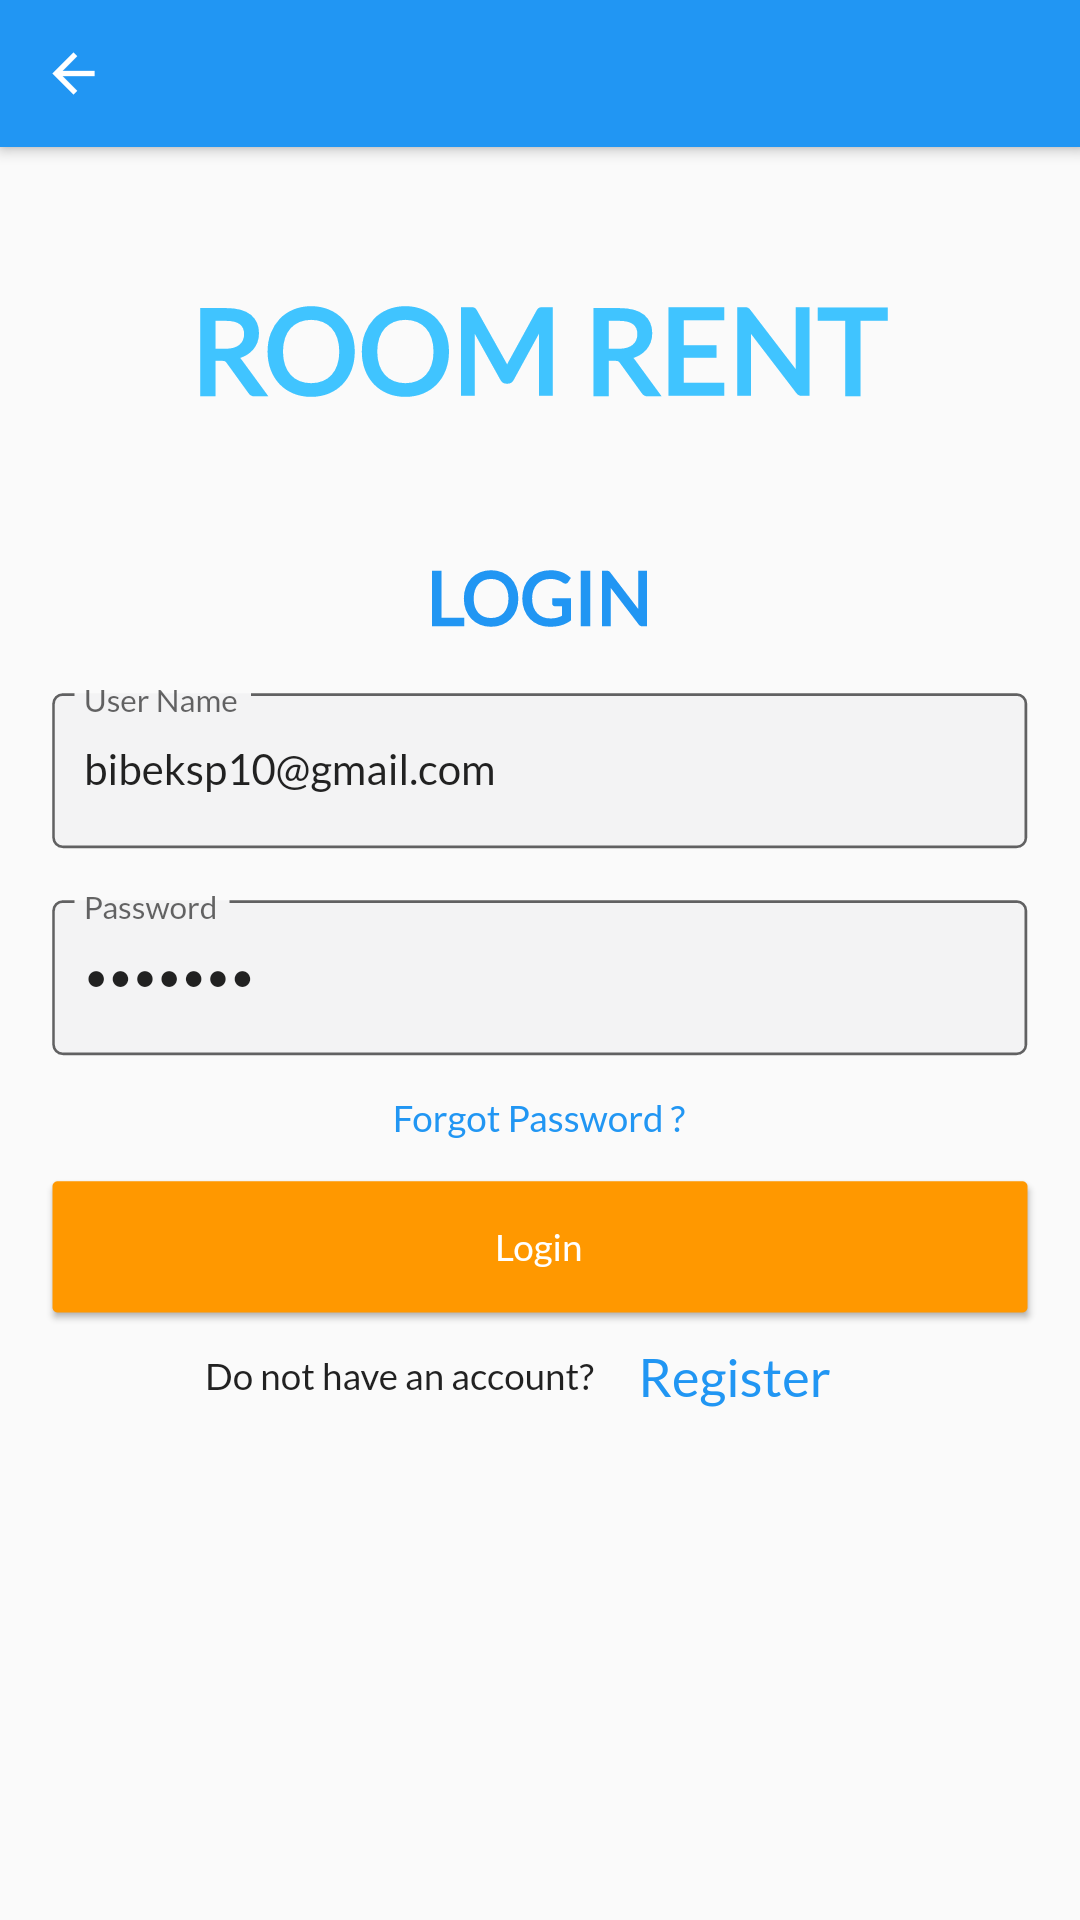 ROOM RENT
LOGIN
User Name
bibeksp10@gmail.com
Password
•••••••
Forgot Password ?
Login
Do not have an account? Register